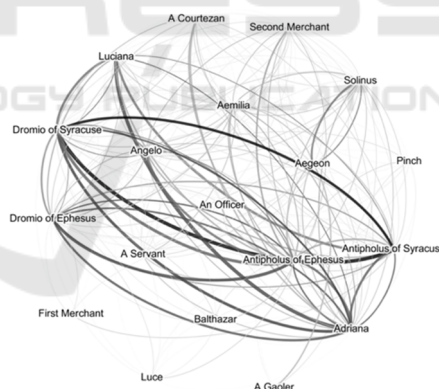 A Courtezan
Second Merchant
Luciana
Solinus
Aemilia
Dromio of Syracuse
Angelo
Aegeon
Pinch
An Officer
Dromio of Ephesus
A Servant
Antipholus of Ephesus
Antipholus of Syracus
First Merchant
Balthazar
Adriana
Luce
A Gaoler